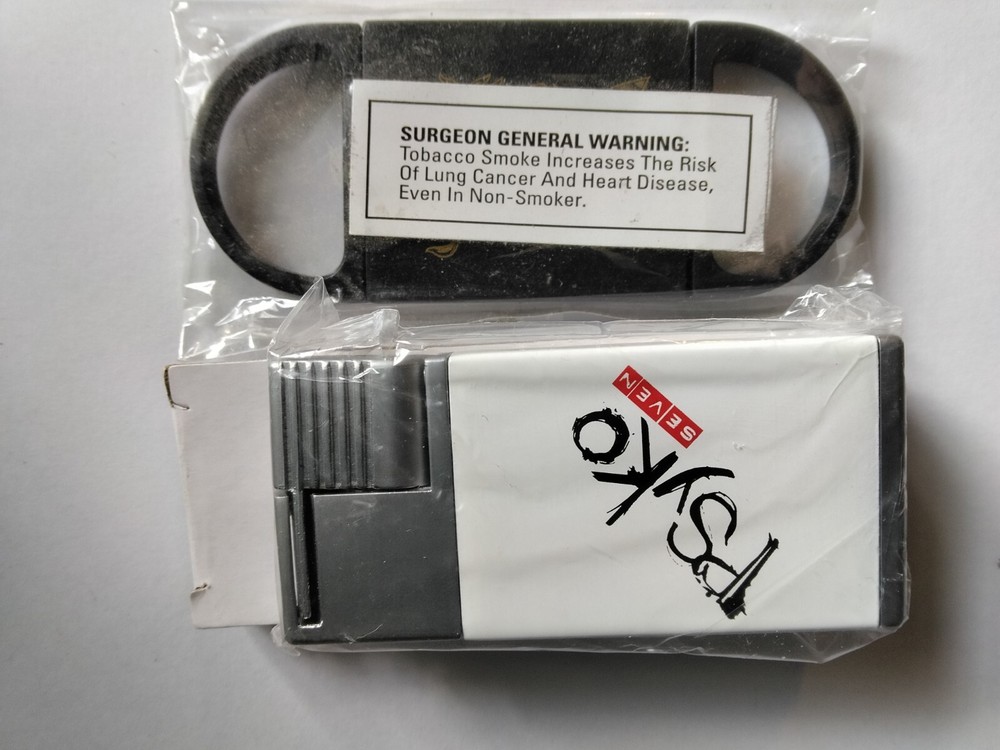 SURGEON GENERAL WARNING:
Tobacco Smoke Increases The Risk
Of Lung Cancer And Heart Disease,
Even In Non-Smoker.
PSYKO
SEVEN